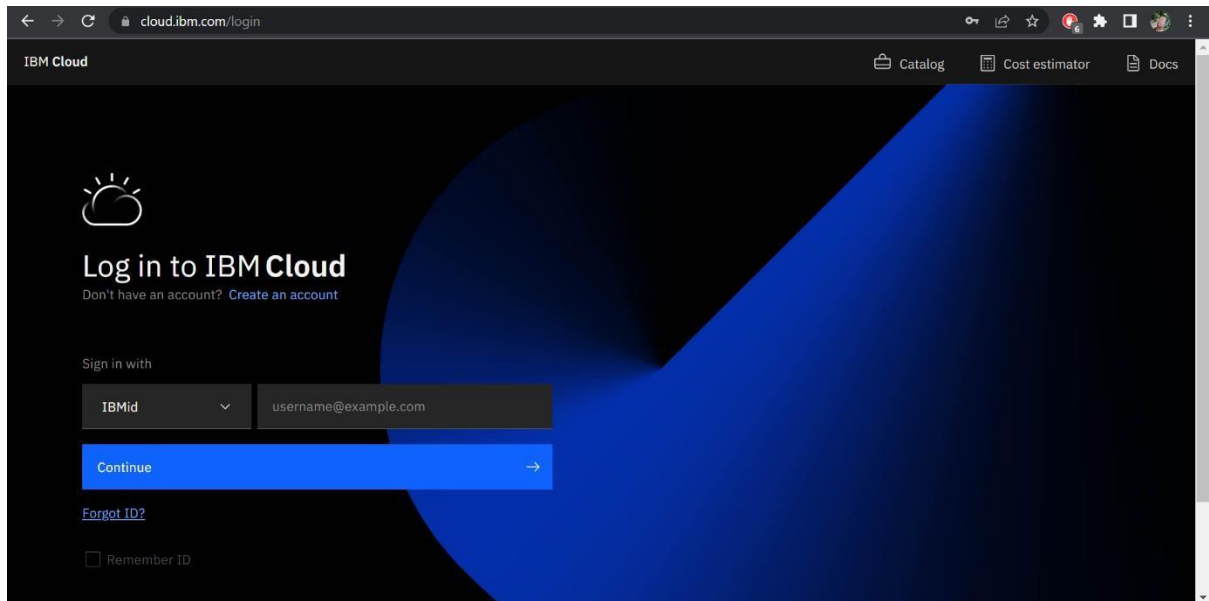 cloud.ibm.com/login
6
IBM Cloud
Catalog
Cost estimator
Docs
Log in to IBM Cloud
Don't have an account? Create an account
Sign in with
IBMid
username@example.com
Continue
Forgot ID?
Remember ID